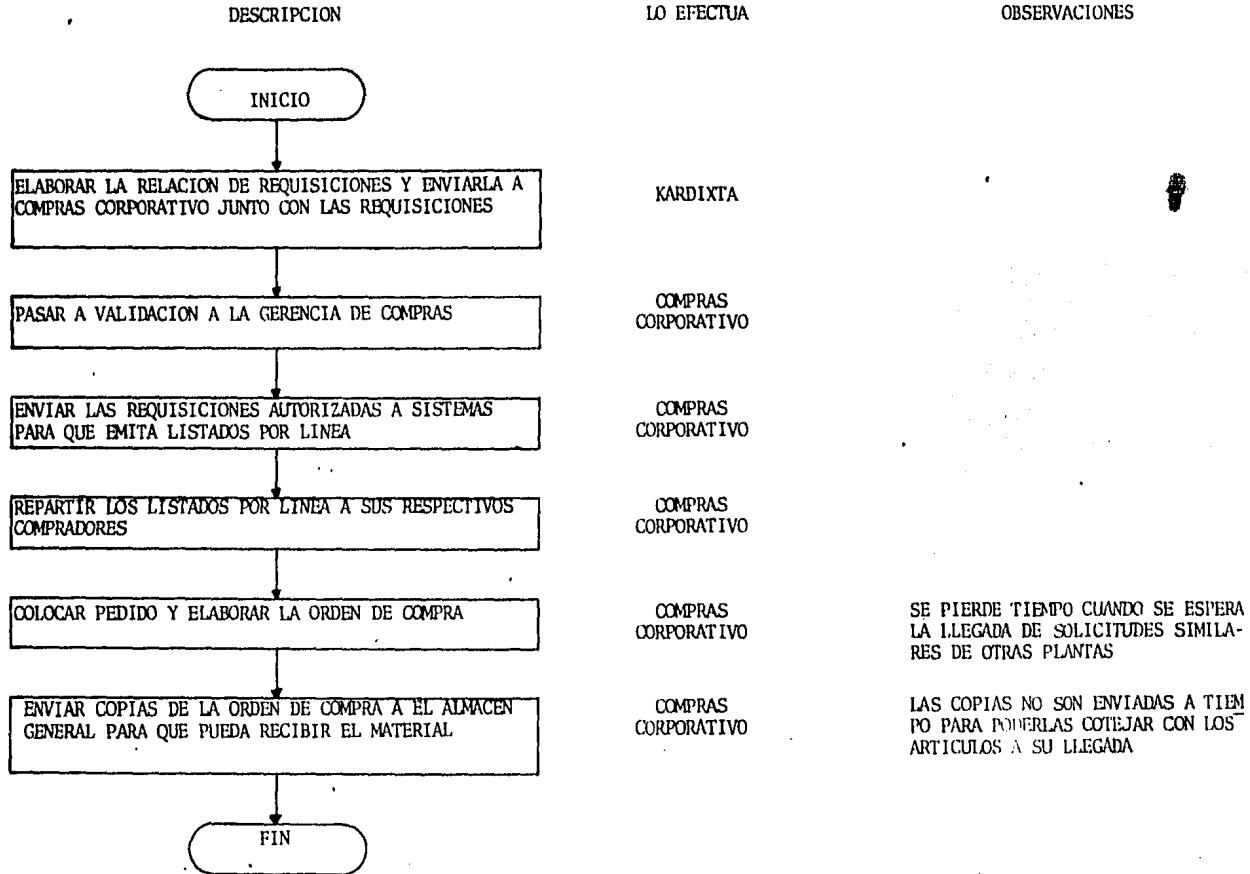 DESCRIPCION LO EFECTUA OBSERVACIONES
INICIO
ELABORAR LA RELACION DE REQUISICIONES Y ENVIARLA A
COMPRAS CORPORATIVO JUNTO CON LAS REQUISICIONES
KARDIXTA
PASAR A VALIDACION A LA GERENCIA DE COMPRAS
COMPRAS
CORPORATIVO
ENVIAR LAS REQUISICIONES AUTORIZADAS A SISTEMAS
PARA QUE EMITA LISTADOS POR LINEA
COMPRAS
CORPORATIVO
REPARTIR LOS LISTADOS POR LINEA A SUS RESPECTIVOS
COMPRADORES
COMPRAS
CORPORATIVO
COLOCAR PEDIDO Y ELABORAR LA ORDEN DE COMPRA
COMPRAS
CORPORATIVO
SE PIERDE TIEMPO CUANDO SE ESPERA
LA LLEGADA DE SOLICITUDES SIMILA-
RES DE OTRAS PLANTAS
ENVIAR COPIAS DE LA ORDEN DE COMPRA A EL ALMACEN
GENERAL PARA QUE PUEDA RECIBIR EL MATERIAL
COMPRAS
CORPORATIVO
LAS COPIAS NO SON ENVIADAS A TIEM
PO PARA PODERLAS COTEJAR CON LOS
ARTICULOS A SU LLEGADA
FIN